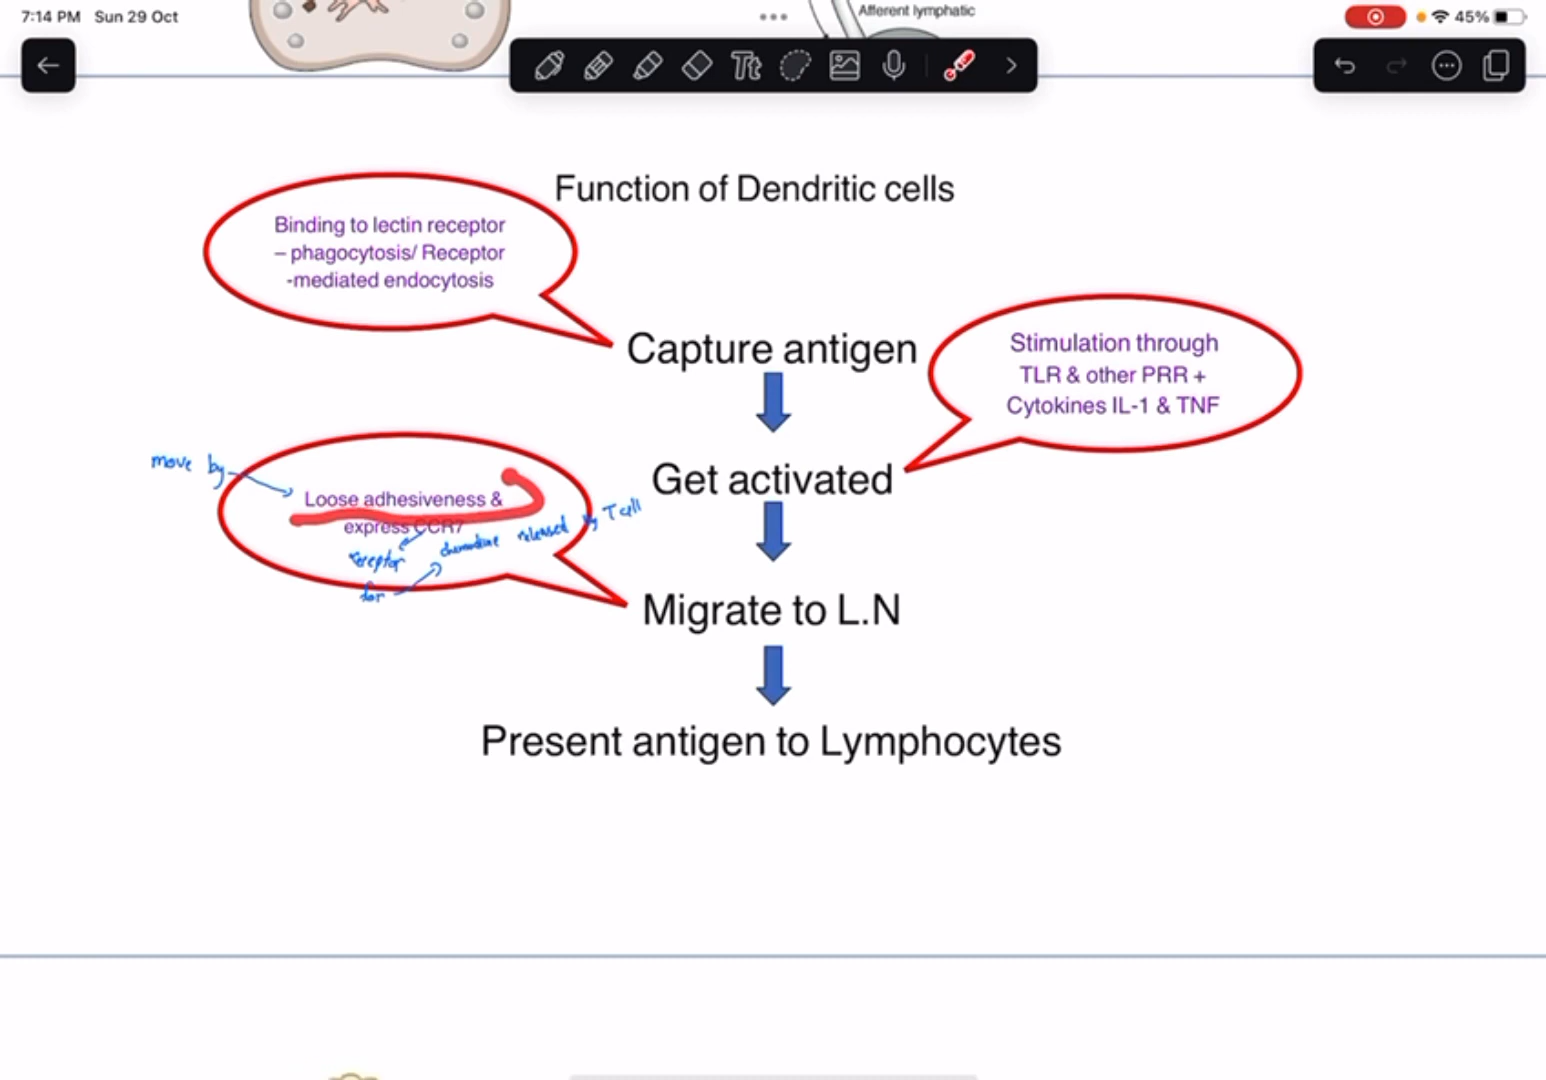 7:14 PM Sun 29 Oct
45%
Afferent lymphatic
Tt
Function of Dendritic cells
Binding to lectin receptor
– phagocytosis/ Receptor
-mediated endocytosis
Capture antigen
Stimulation through
TLR & other PRR +
Cytokines IL-1 & TNF
Get activated
move by
Loose adhesiveness &
express CCR7
receptor
for
chemokine released by T cell
Migrate to L.N
Present antigen to Lymphocytes